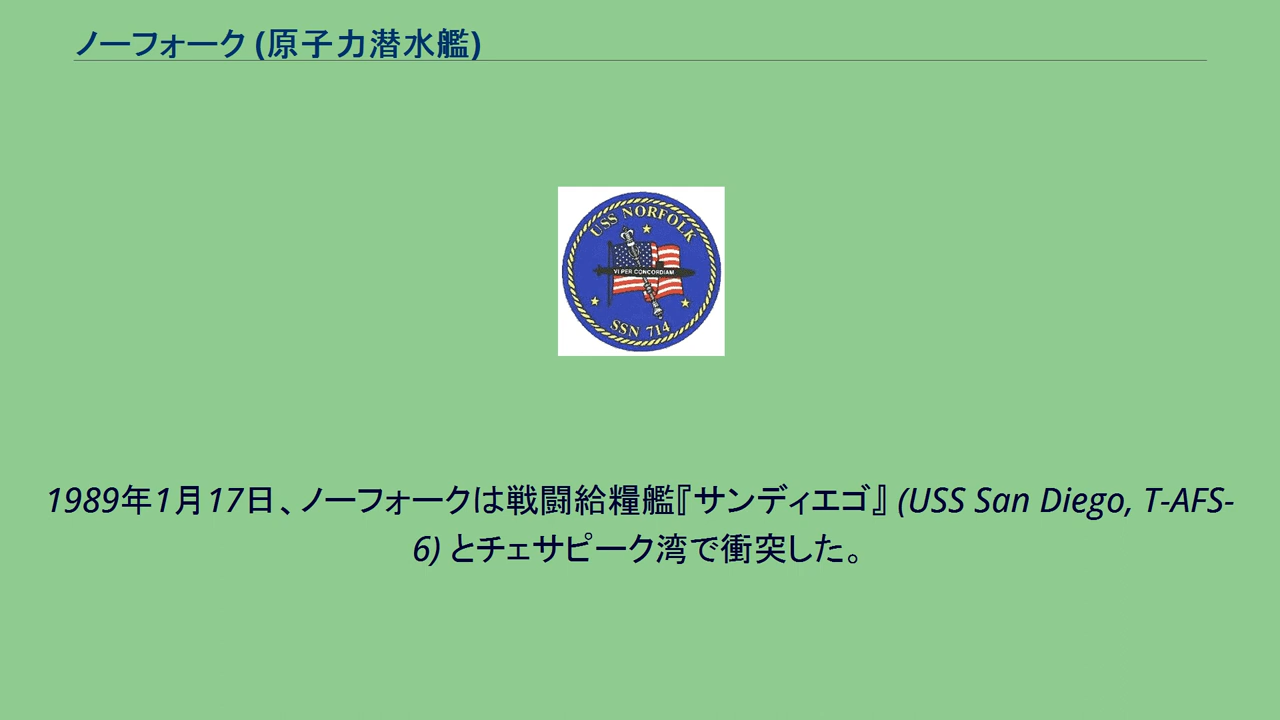 ノーフォーク (原子力潜水艦)
USS NORFOLK
VI PER CONCORDIAM
SSN 714
1989年1月17日、ノーフォークは戦闘給糧艦『サンディエゴ』 (USS San Diego, T-AFS-
6) とチェサピーク湾で衝突した。